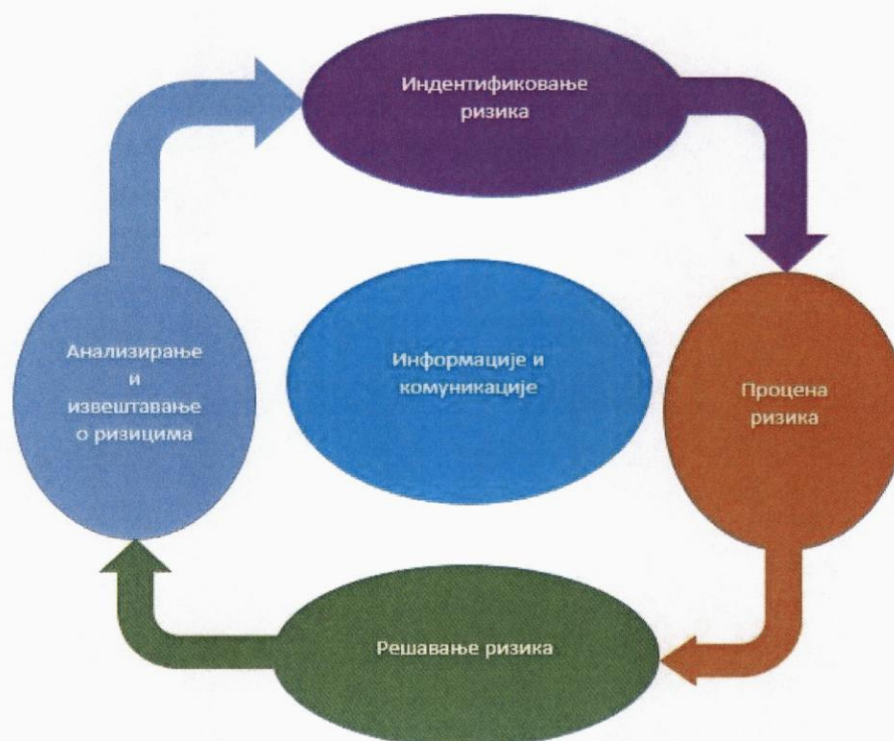 Индентификовање
ризика
Анализирање
и
извештавање
о ризицима
Информације и
комуникације
Процена
ризика
Решавање ризика